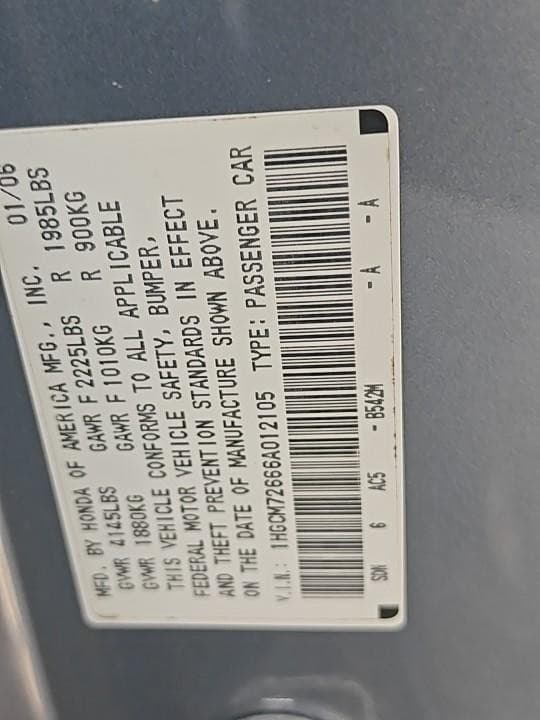 MFD. BY HONDA OF AMERICA MFG., INC. 01/06
GVWR 4145LBS GAWR F 2225LBS R 1985LBS
GVWR 1880KG GAWR F 1010KG R 900KG
THIS VEHICLE CONFORMS TO ALL APPLICABLE
FEDERAL MOTOR VEHICLE SAFETY, BUMPER,
AND THEFT PREVENTION STANDARDS IN EFFECT
ON THE DATE OF MANUFACTURE SHOWN ABOVE.
V.I.N.: 1HGCM72666A012105 TYPE: PASSENGER CAR
SDN 6 AC5 - B542M - A - A